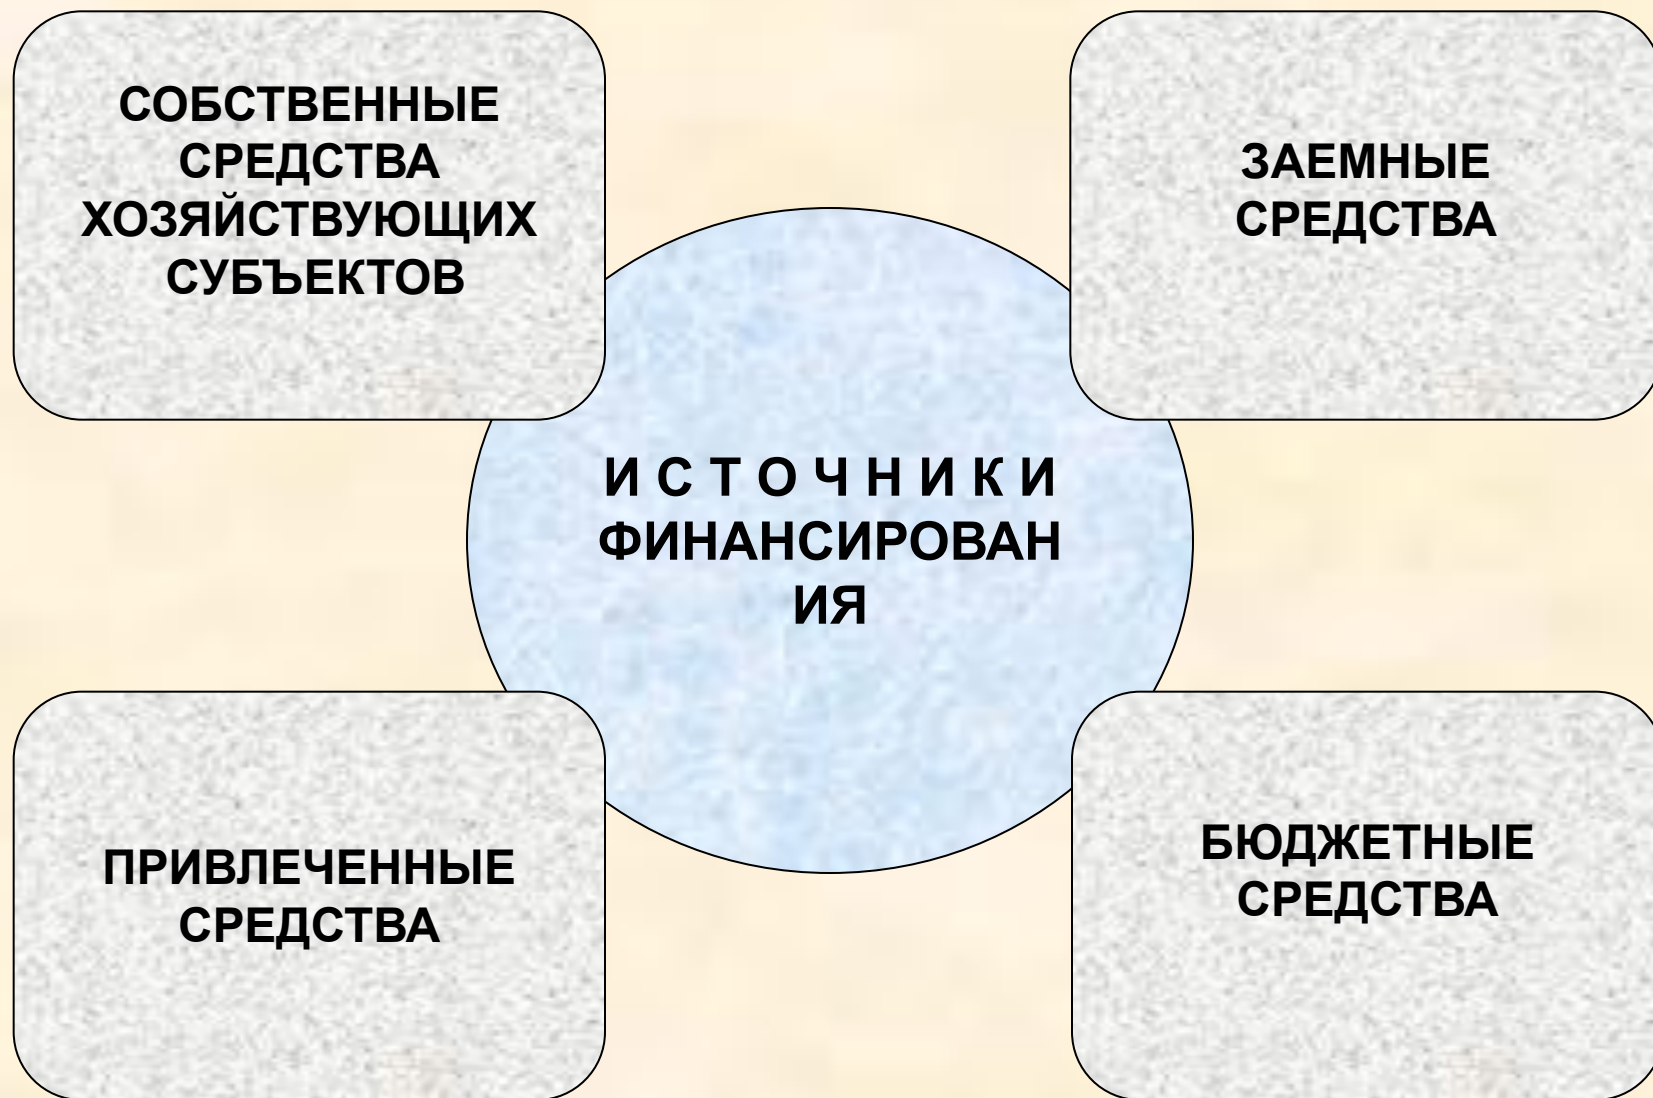 СОБСТВЕННЫЕ
СРЕДСТВА
ХОЗЯЙСТВУЮЩИХ
СУБЪЕКТОВ
ЗАЕМНЫЕ
СРЕДСТВА
И С Т О Ч Н И К И
ФИНАНСИРОВАН
ИЯ
ПРИВЛЕЧЕННЫЕ
СРЕДСТВА
БЮДЖЕТНЫЕ
СРЕДСТВА